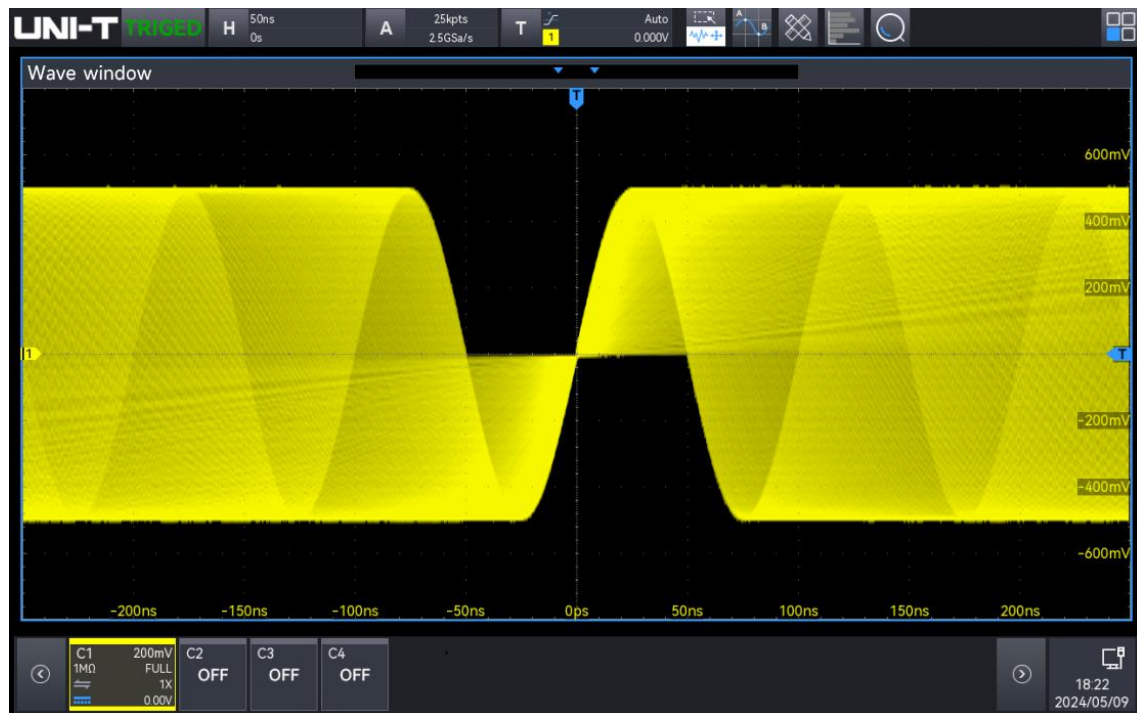 UNI-T TRIGED H 50ns 0s A 25kpts 2.5GSa/s T 1 Auto 0.000V A B
Wave window
T
600mV
400mV
200mV
1 T
-200mV
-400mV
-600mV
-200ns -150ns -100ns -50ns 0ps 50ns 100ns 150ns 200ns
C1 200mV C2 C3 C4
1MΩ FULL OFF OFF OFF
1X
0.00V
18:22
2024/05/09